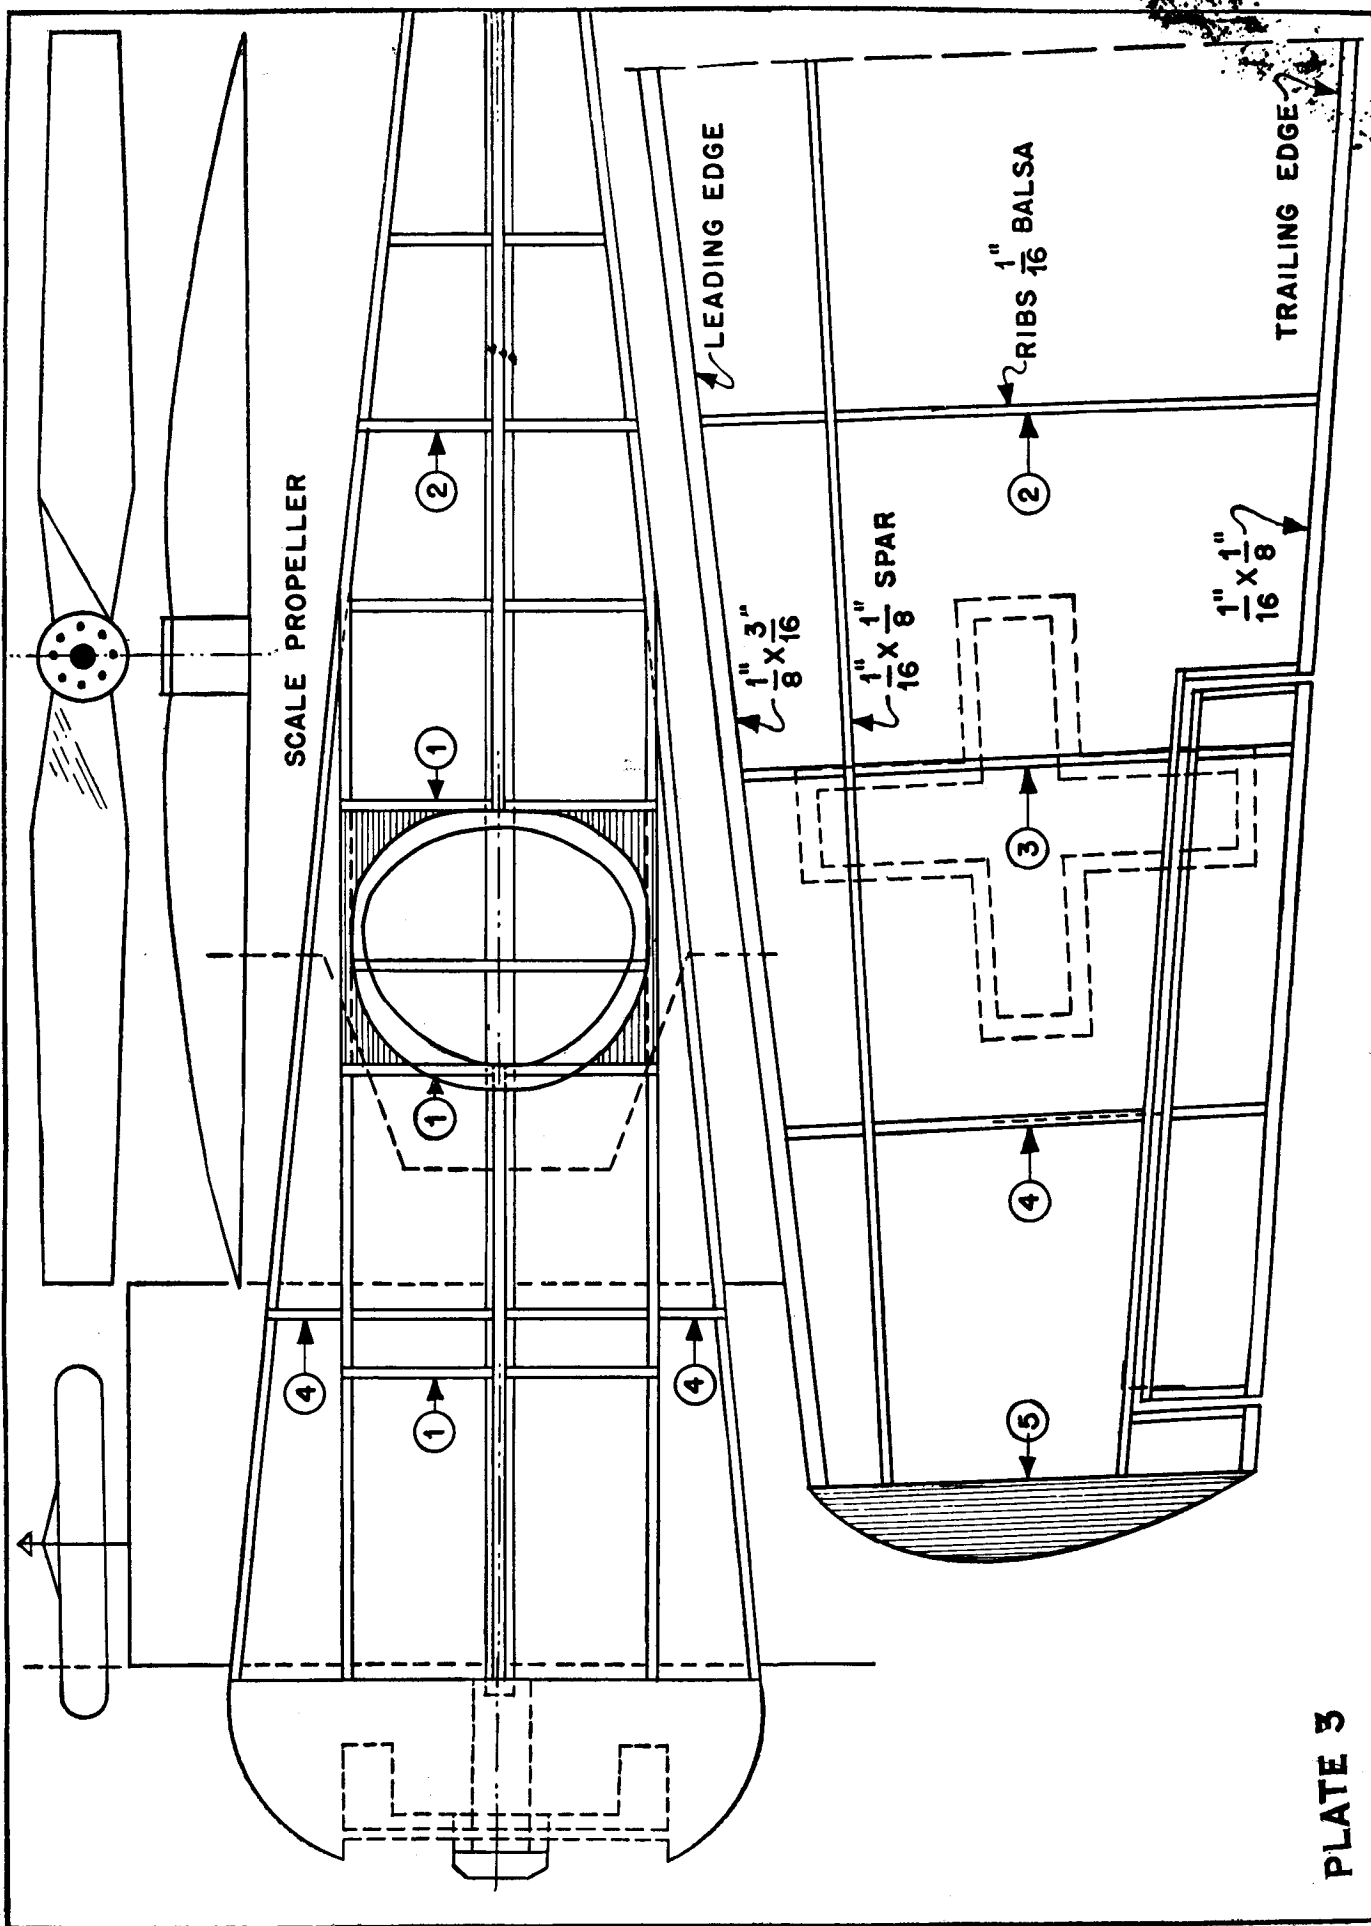 4
SCALE PROPELLER
1 1 1 2
4
LEADING EDGE
1"/8 X 3"/16
1"/16 X 1"/8 SPAR
RIBS 1"/16 BALSA
5 4 3 2
1"/16 X 1"/8
TRAILING EDGE
PLATE 3